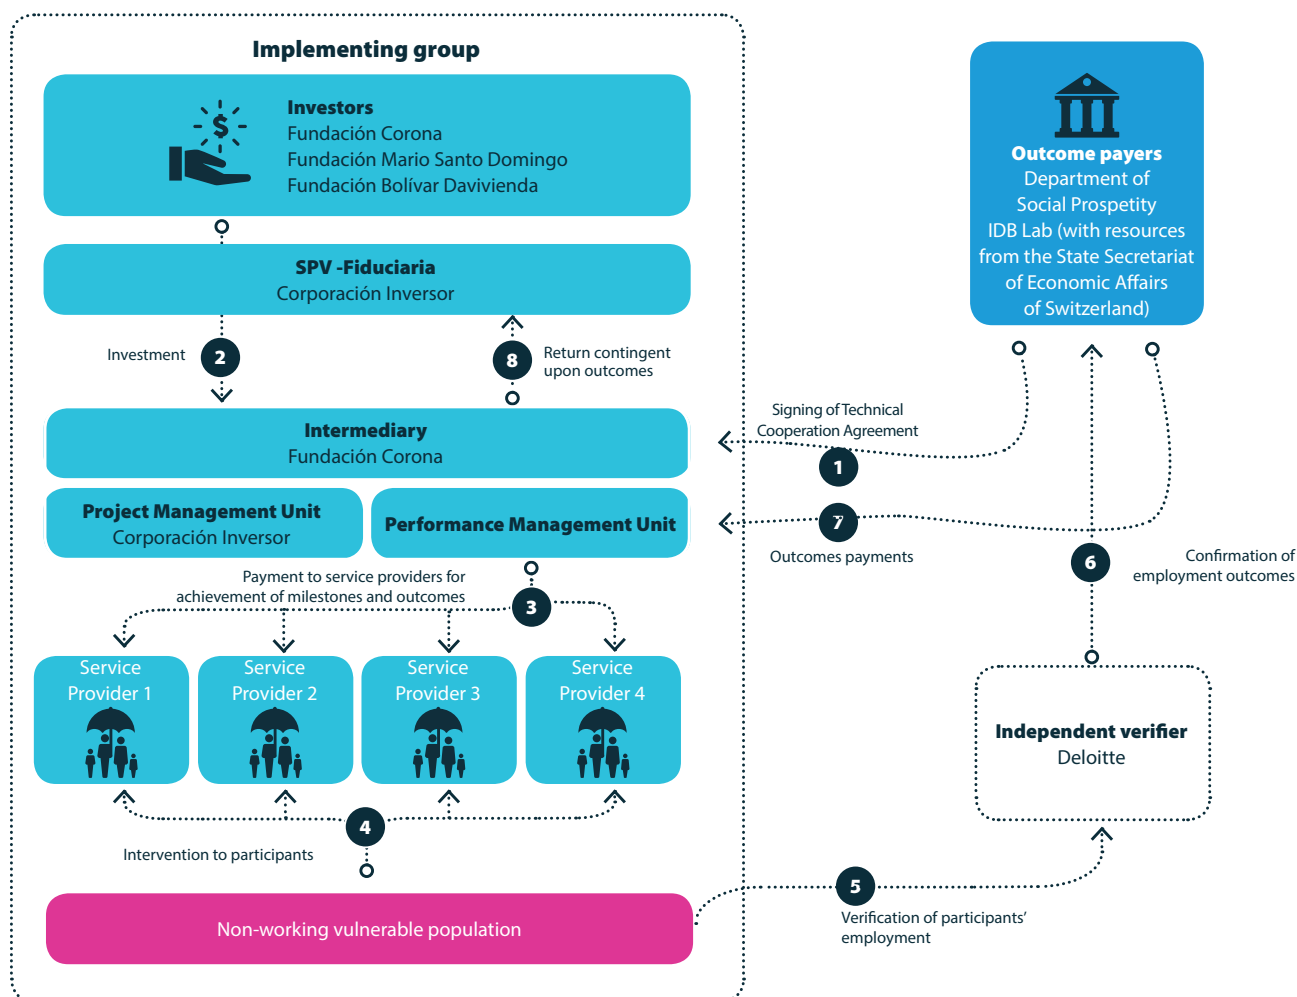 Implementing group
Investors
Fundación Corona
Fundación Mario Santo Domingo
Fundación Bolívar Davivienda
$
SPV -Fiduciaria
Corporación Inversor
Investment
2
8
Return contingent
upon outcomes
Intermediary
Fundación Corona
Project Management Unit
Corporación Inversor
Performance Management Unit
Payment to service providers for
achievement of milestones and outcomes
3
Service
Provider 1
Service
Provider 2
Service
Provider 3
Service
Provider 4
4
Intervention to participants
Non-working vulnerable population
Outcome payers
Department of
Social Prospetity
IDB Lab (with resources
from the State Secretariat
of Economic Affairs
of Switzerland)
Signing of Technical
Cooperation Agreement
1
7
Outcomes payments
6
Confirmation of
employment outcomes
Independent verifier
Deloitte
5
Verification of participants'
employment